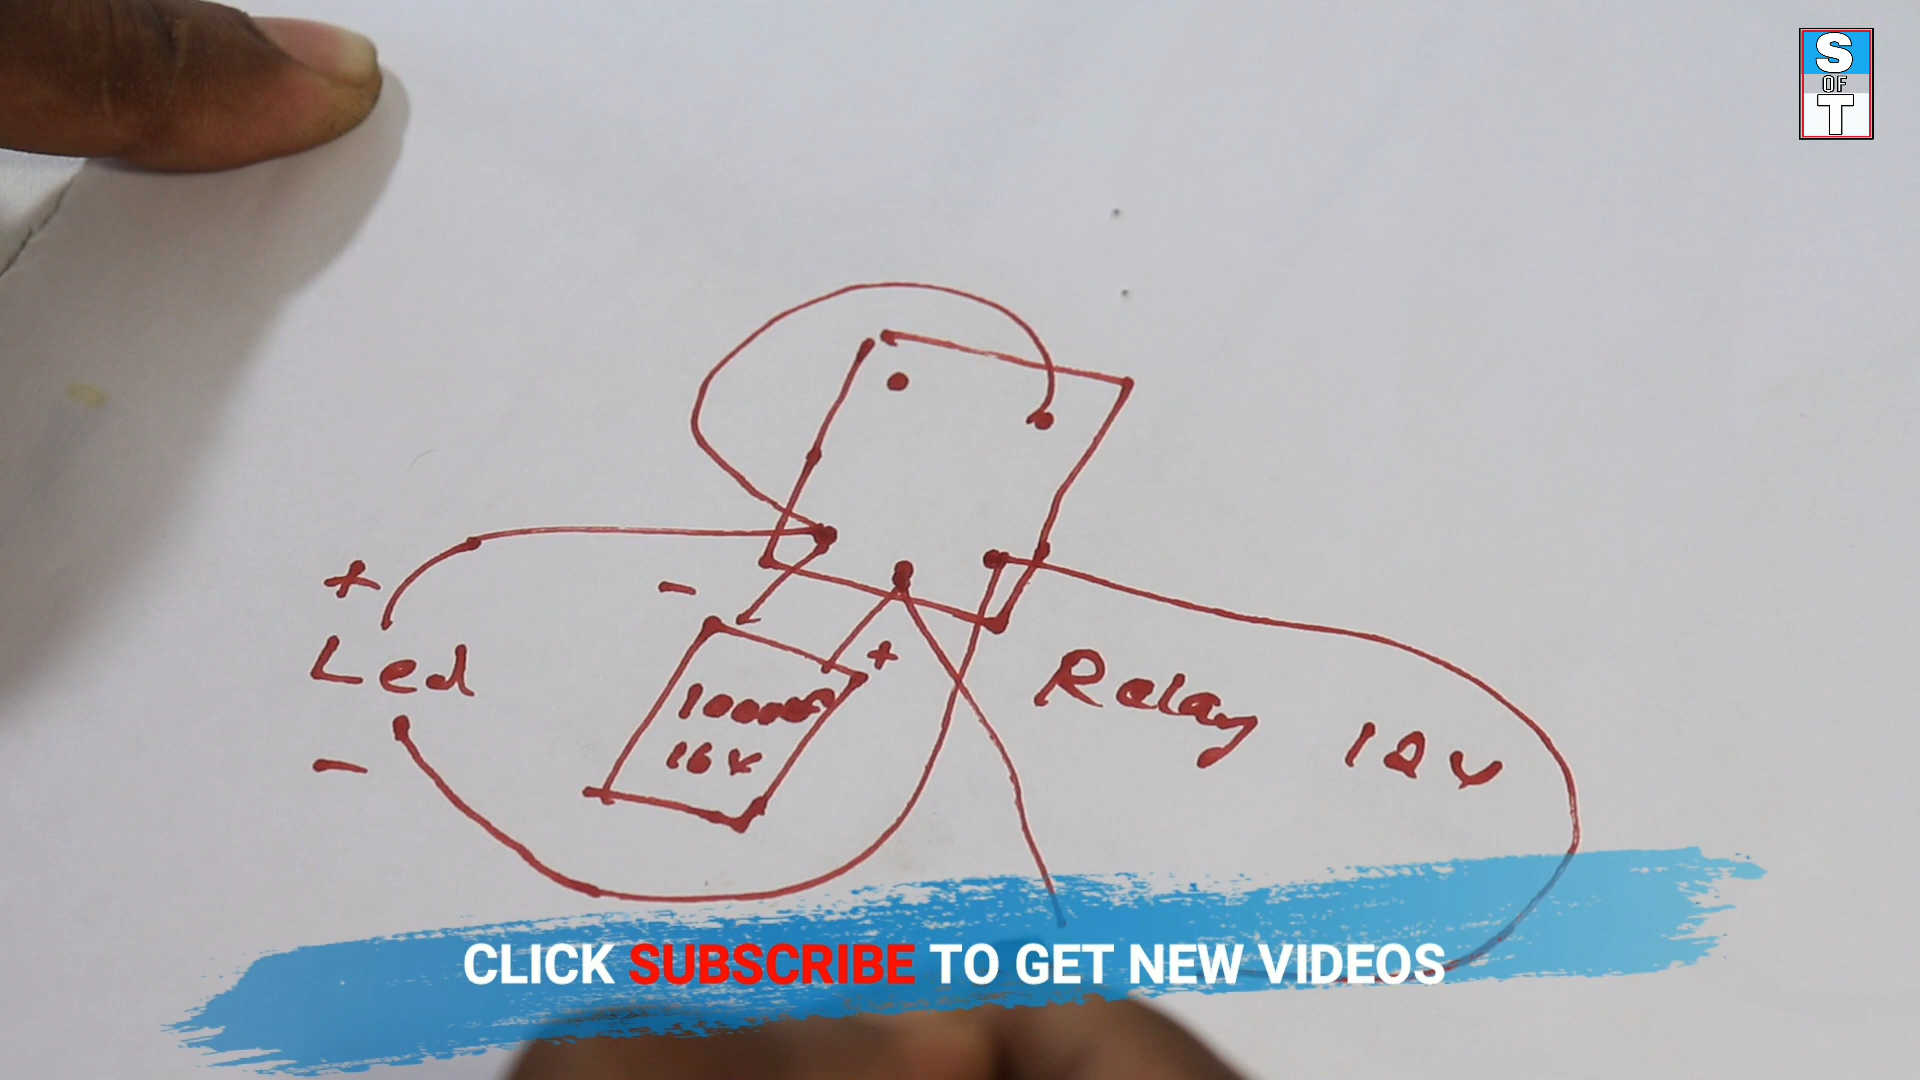 S
OF
T
+
Led
-
-
+
16v
Relay 12v
CLICK SUBSCRIBE TO GET NEW VIDEOS